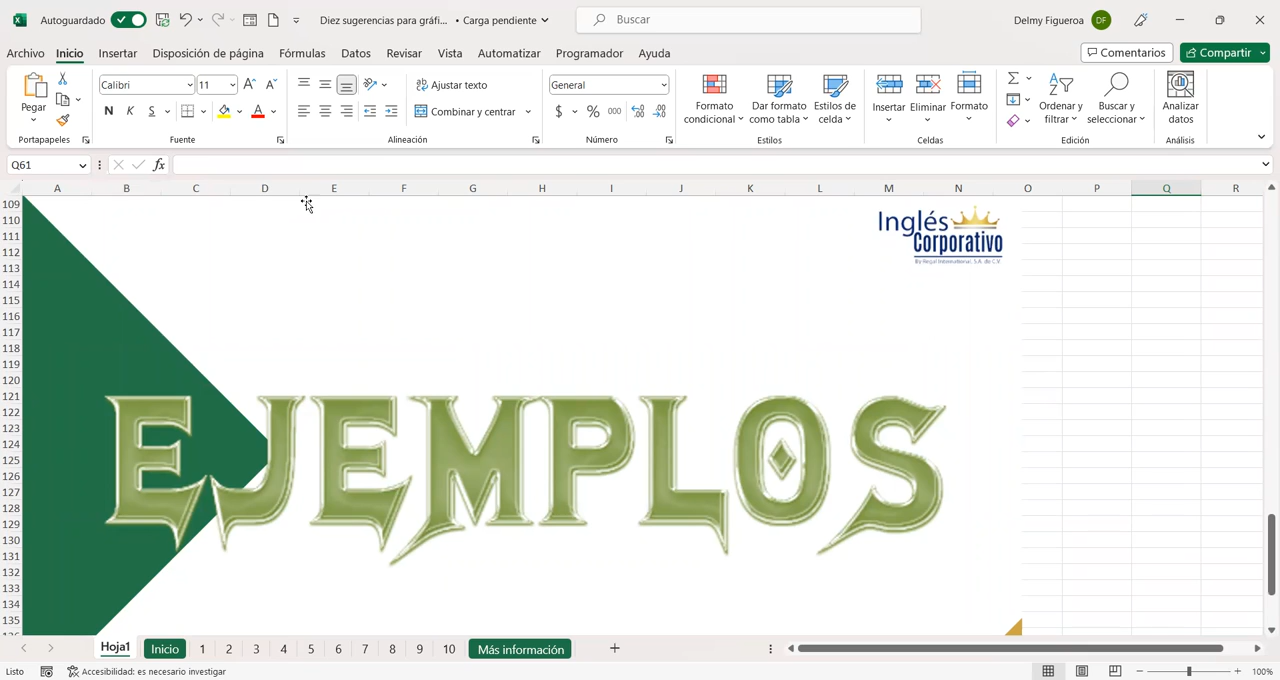 Autoguardado
Diez sugerencias para gráfi... • Carga pendiente
Buscar
Delmy Figueroa DF
Archivo Inicio Insertar Disposición de página Fórmulas Datos Revisar Vista Automatizar Programador Ayuda
Comentarios Compartir
Pegar
Portapapeles
Calibri 11
N K S
Fuente
Ajustar texto
Combinar y centrar
Alineación
General
$ % 000
Número
Formato condicional
Dar formato como tabla
Estilos de celda
Estilos
Insertar
Eliminar
Formato
Celdas
Ordenar y filtrar
Buscar y seleccionar
Edición
Analizar datos
Análisis
Q61 fx
A B C D E F G H I J K L M N O P Q R
109
110
111
112
113
114
115
116
117
118
119
120
121
122
123
124
125
126
127
128
129
130
131
132
133
134
135
Inglés
Corporativo
By Regal International, S.A. de C.V.
EJEMPLOS
Hoja1 Inicio 1 2 3 4 5 6 7 8 9 10 Más información
Listo
Accesibilidad: es necesario investigar
100%